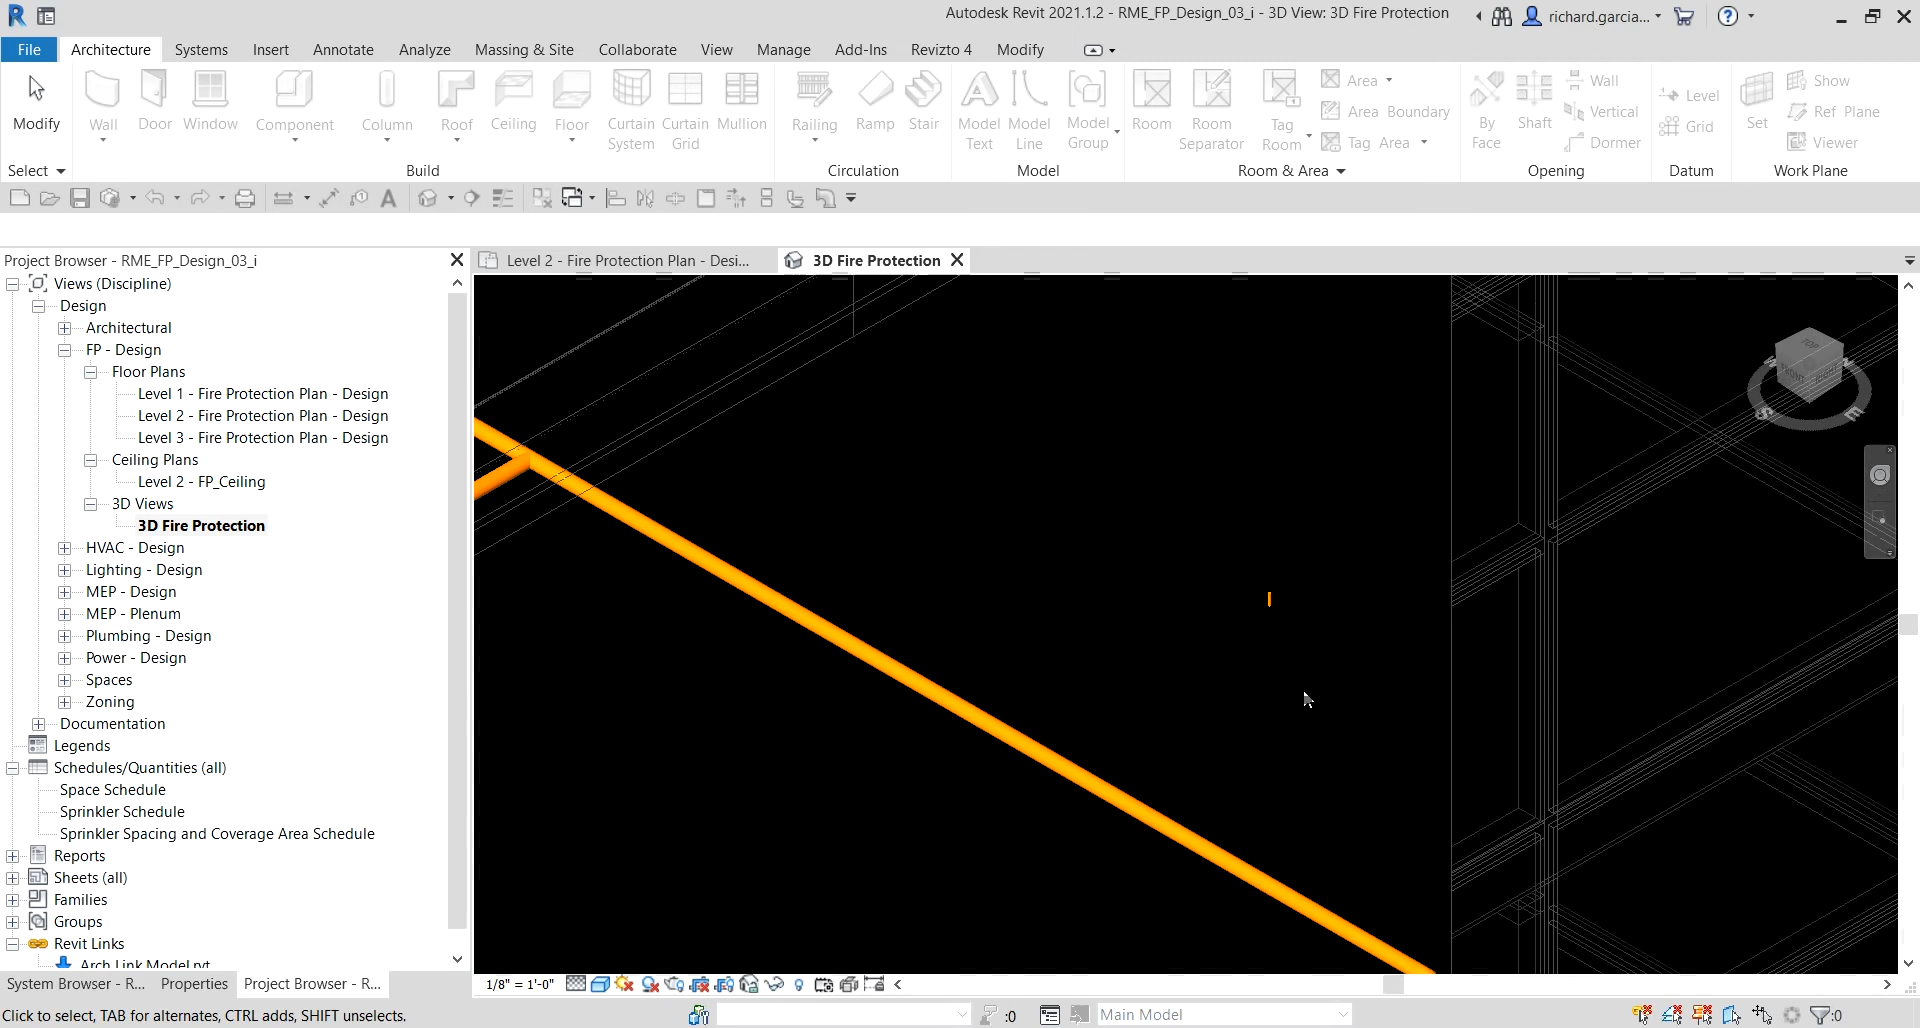 Autodesk Revit 2021.1.2 - RME_FP_Design_03_i - 3D View: 3D Fire Protection
richard.garcia...
File Architecture Systems Insert Annotate Analyze Massing & Site Collaborate View Manage Add-Ins Revizto 4 Modify
Modify Wall Door Window Component Column Roof Ceiling Floor Curtain System Curtain Grid Mullion Railing Ramp Stair Model Text Model Line Model Group Room Room Separator Tag Room Area Area Boundary Tag Area By Face Shaft Wall Vertical Dormer Level Grid Set Show Ref Plane Viewer
Select Build Circulation Model Room & Area Opening Datum Work Plane
Project Browser - RME_FP_Design_03_i
Level 2 - Fire Protection Plan - Desi...
3D Fire Protection
Views (Discipline)
Design
Architectural
FP - Design
Floor Plans
Level 1 - Fire Protection Plan - Design
Level 2 - Fire Protection Plan - Design
Level 3 - Fire Protection Plan - Design
Ceiling Plans
Level 2 - FP_Ceiling
3D Views
3D Fire Protection
HVAC - Design
Lighting - Design
MEP - Design
MEP - Plenum
Plumbing - Design
Power - Design
Spaces
Zoning
Documentation
Legends
Schedules/Quantities (all)
Space Schedule
Sprinkler Schedule
Sprinkler Spacing and Coverage Area Schedule
Reports
Sheets (all)
Families
Groups
Revit Links
Arch Link Model.rvt
TOP
FRONT
W
S
E
System Browser - R... Properties Project Browser - R...
1/8" = 1'-0"
Click to select, TAB for alternates, CTRL adds, SHIFT unselects.
:0
Main Model
:0